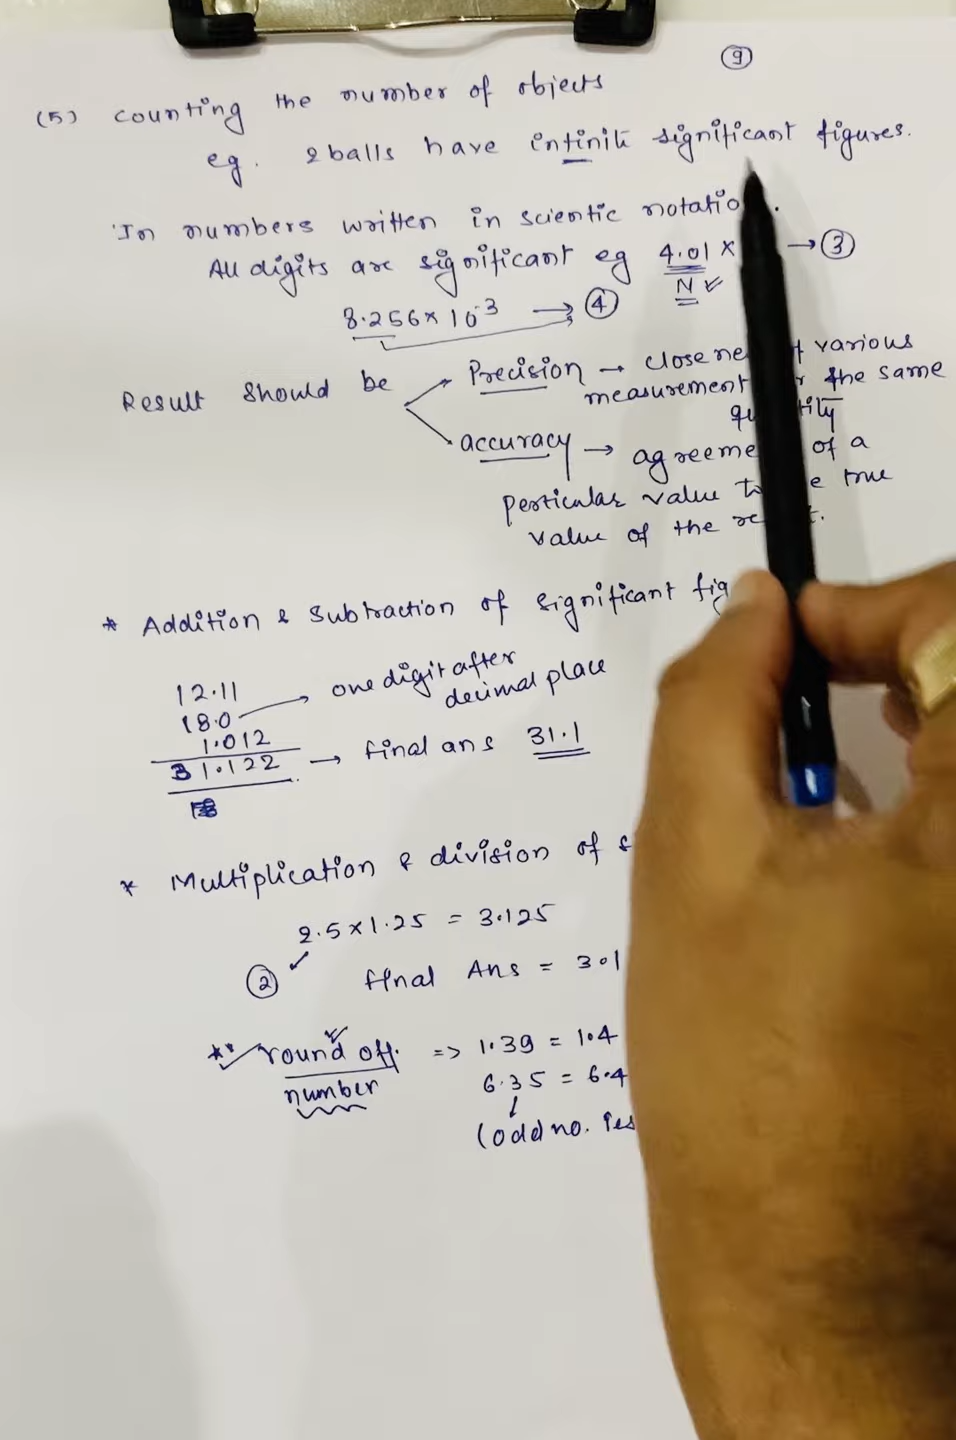 9
(5) Counting the number of objects
eg. 2 balls have infinite significant figures.
In numbers written in scientic notatio
All digits are significant eg 4.01 × → 3
N ✓
8.256 × 10⁻³ → 4
Result should be
Precision → closene various
measurement the same
accuracy → agreeme of a
perticular value to true
value of the
* Addition & subtraction of significant fig
12.11
18.0 → one digit after
decimal place
1.012
31.122 → final ans 31.1
* Multiplication & division of s
2.5 × 1.25 = 3.125
2
final Ans = 3.1
** round off. => 1.39 = 1.4
number
6.35 = 6.4
(odd no.